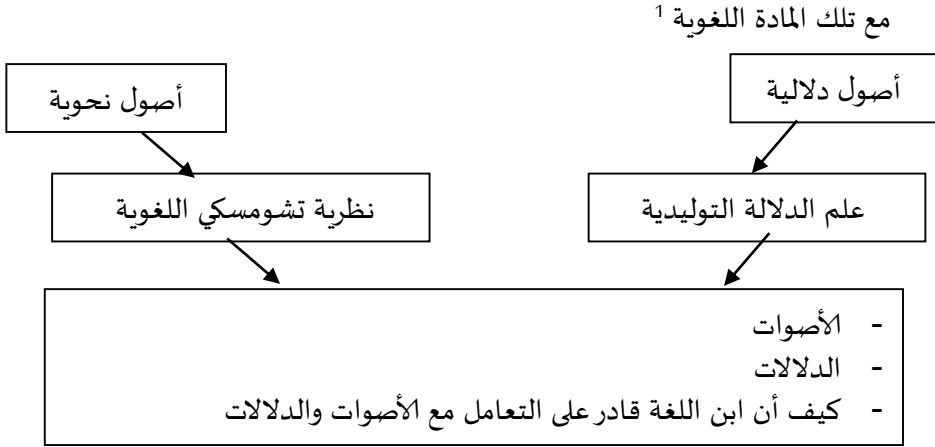 مع تلك المادة اللغوية ¹
أصول دلالية
أصول نحوية
علم الدلالة التوليدية
نظرية تشومسكي اللغوية
- الأصوات
- الدلالات
- كيف أن ابن اللغة قادر على التعامل مع الأصوات والدلالات